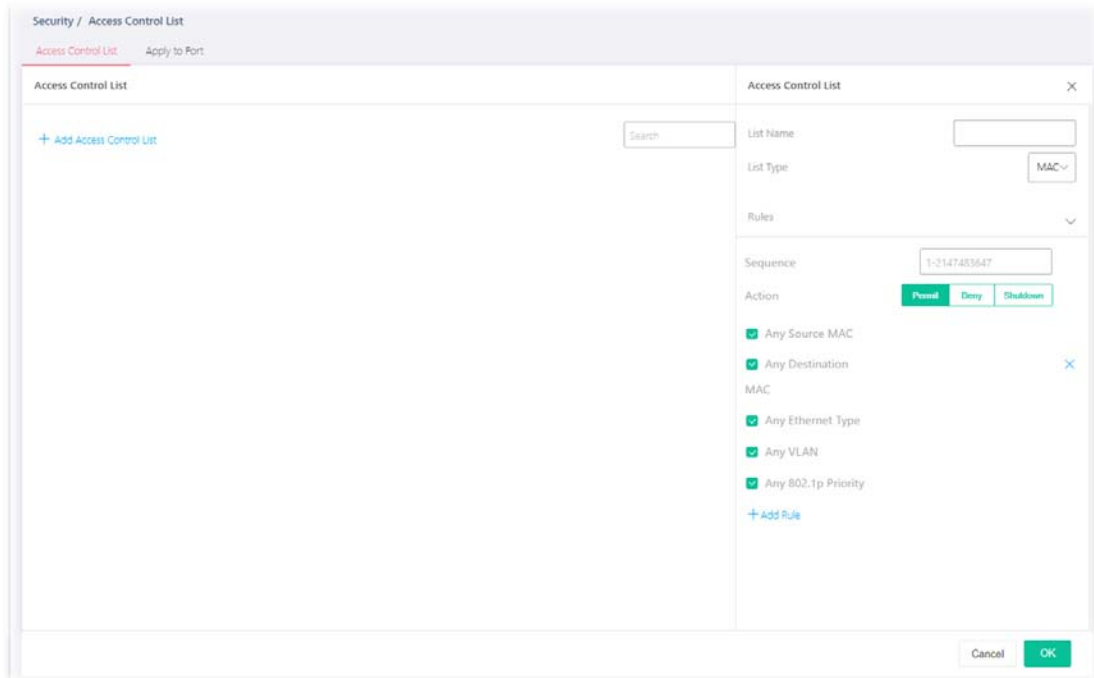 Security / Access Control List
Access Control List
Apply to Port
Access Control List
+ Add Access Control List
Search
Access Control List
List Name
List Type
MAC
Rules
Sequence
1-2147483647
Action
Permit
Deny
Shutdown
Any Source MAC
Any Destination
MAC
Any Ethernet Type
Any VLAN
Any 802.1p Priority
+ Add Rule
Cancel
OK